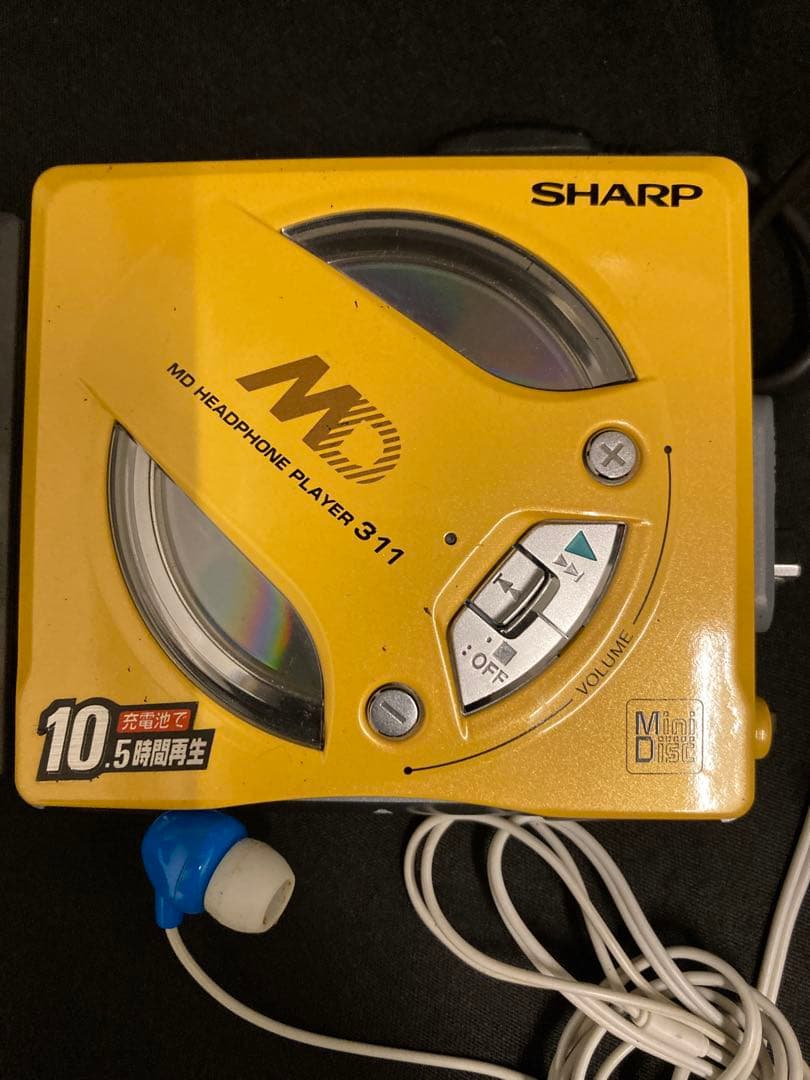 SHARP
MD
MD HEADPHONE PLAYER 311
+
:OFF
−
VOLUME
10.5時間再生
充電池で
Mini
Disc